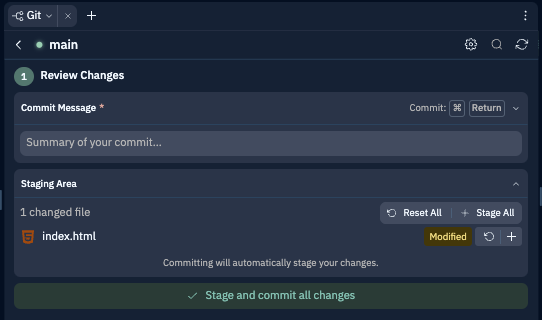 Git
main
1 Review Changes
Commit Message * Commit: ⌘ Return
Summary of your commit...
Staging Area
1 changed file Reset All Stage All
index.html Modified
Committing will automatically stage your changes.
Stage and commit all changes